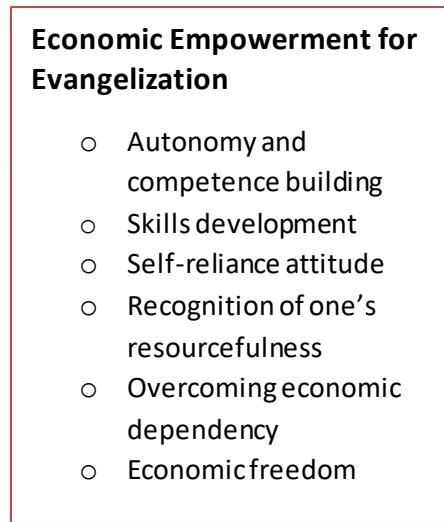 Economic Empowerment for
Evangelization
o Autonomy and
competence building
o Skills development
o Self-reliance attitude
o Recognition of one’s
resourcefulness
o Overcoming economic
dependency
o Economic freedom